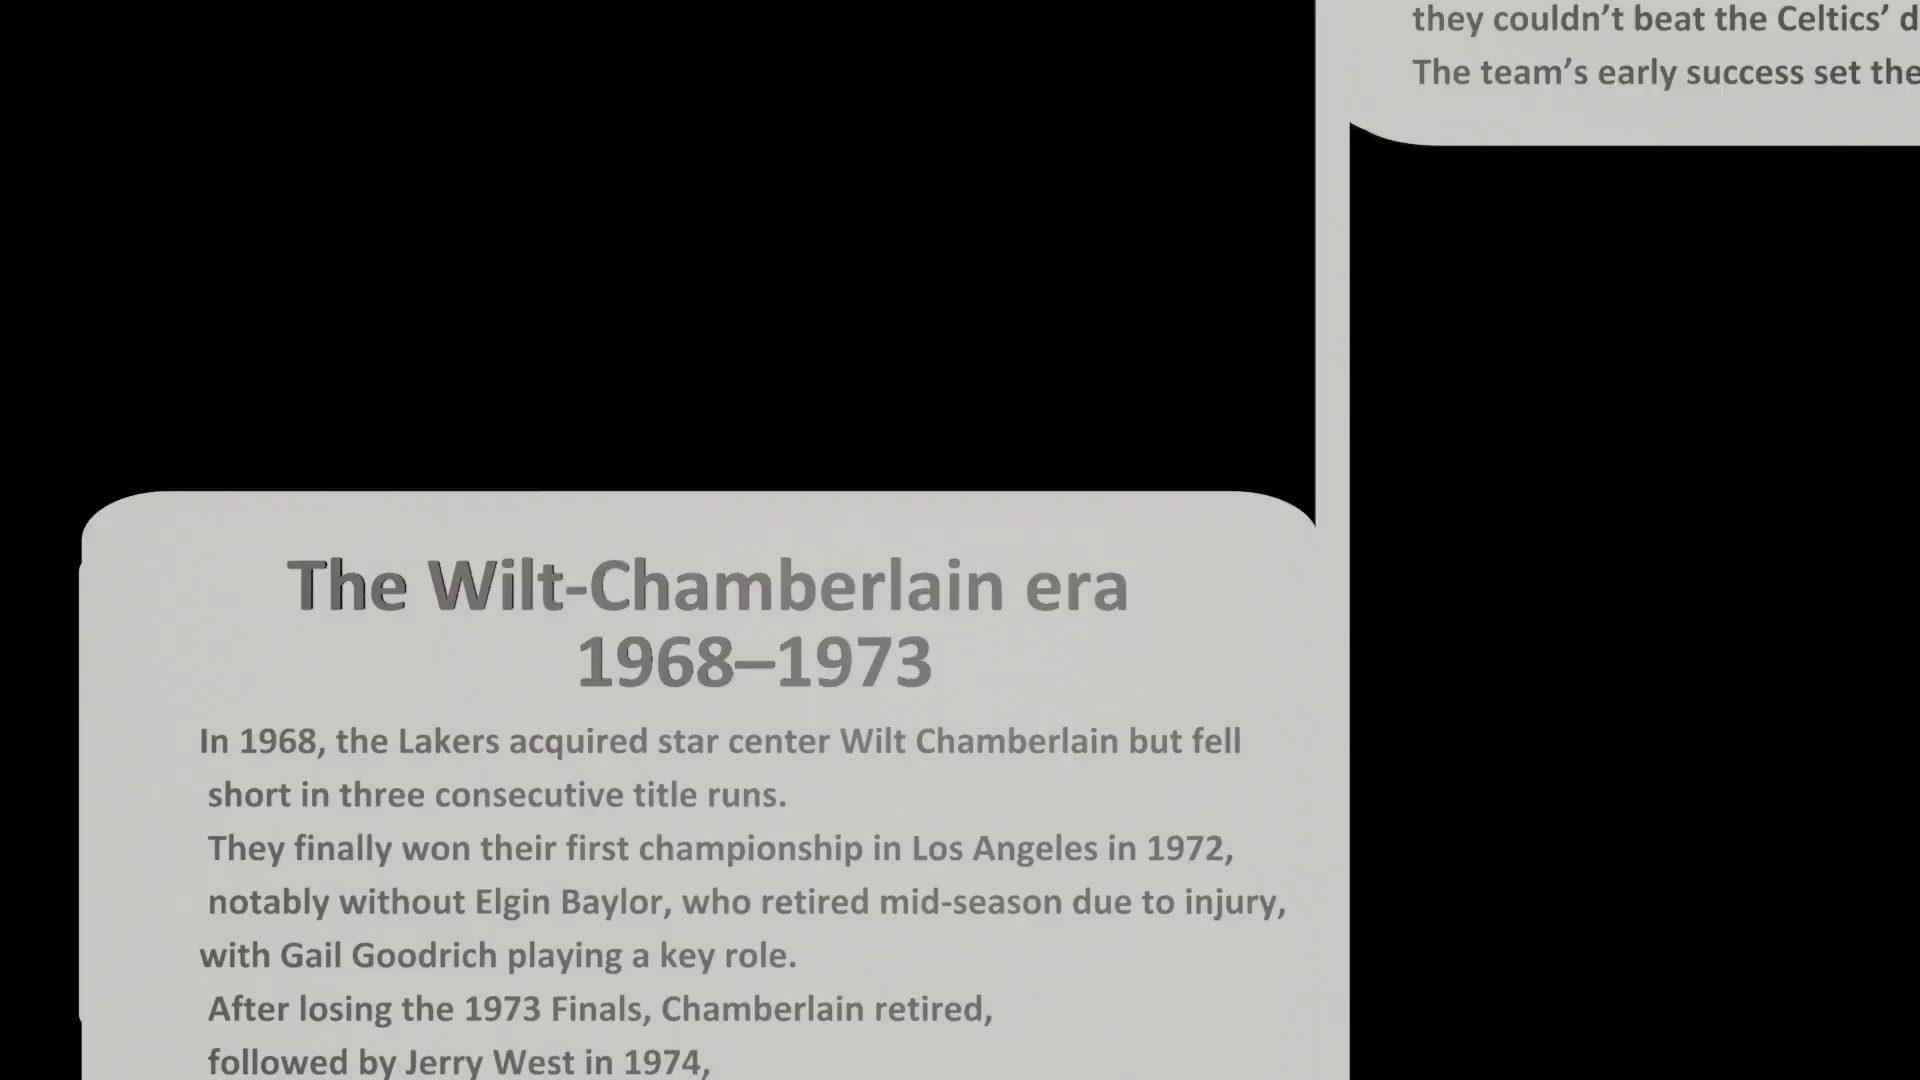 they couldn’t beat the Celtics’
The team’s early success set the
The Wilt-Chamberlain era
1968–1973
In 1968, the Lakers acquired star center Wilt Chamberlain but fell
short in three consecutive title runs.
They finally won their first championship in Los Angeles in 1972,
notably without Elgin Baylor, who retired mid-season due to injury,
with Gail Goodrich playing a key role.
After losing the 1973 Finals, Chamberlain retired,
followed by Jerry West in 1974,